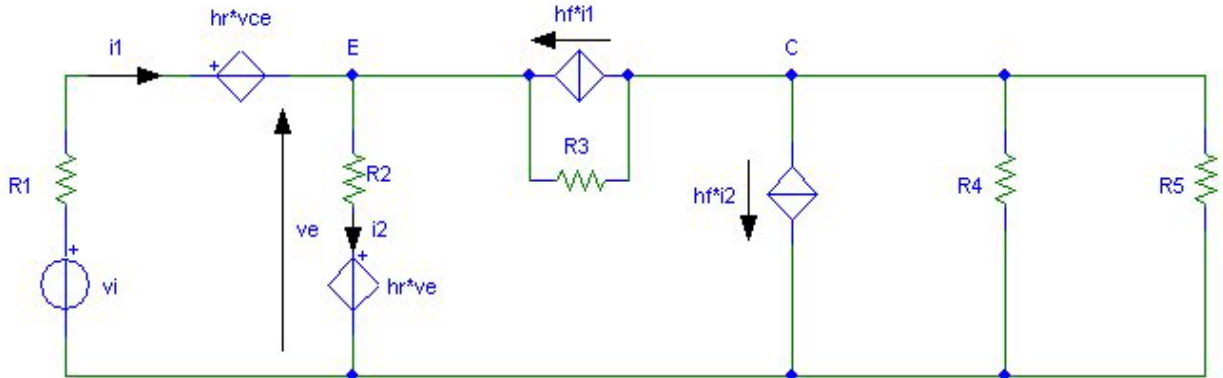 hr*vce
hf*i1
i1
E
C
+
R3
R1
R2
hf*i2
R4
R5
ve
i2
+
+
vi
hr*ve